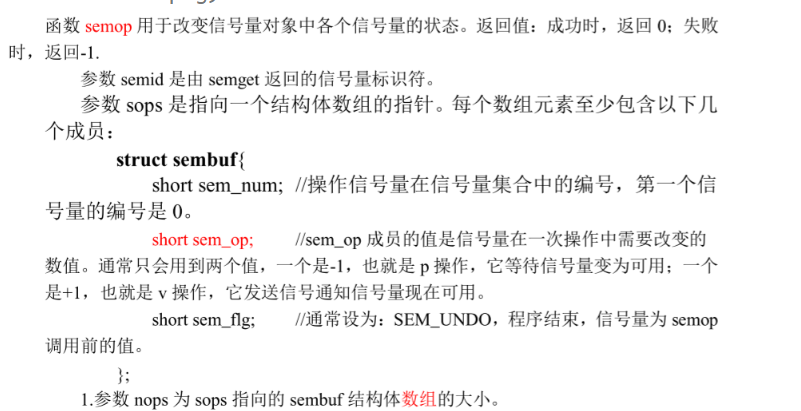 函数 semop 用于改变信号量对象中各个信号量的状态。返回值：成功时，返回 0；失败
时，返回-1.
参数 semid 是由 semget 返回的信号量标识符。
参数 sops 是指向一个结构体数组的指针。每个数组元素至少包含以下几
个成员：
struct sembuf{
short sem_num; //操作信号量在信号量集合中的编号，第一个信
号量的编号是 0。
short sem_op; //sem_op 成员的值是信号量在一次操作中需要改变的
数值。通常只会用到两个值，一个是-1，也就是 p 操作，它等待信号量变为可用；一个
是+1，也就是 v 操作，它发送信号通知信号量现在可用。
short sem_flg; //通常设为：SEM_UNDO，程序结束，信号量为 semop
调用前的值。
};
1.参数 nops 为 sops 指向的 sembuf 结构体数组的大小。